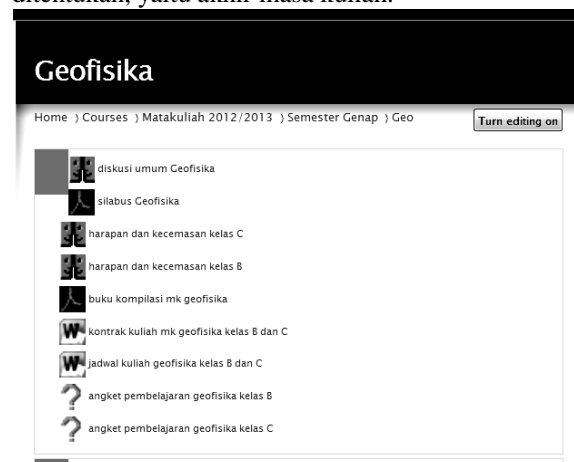 ditentukan, yaitu akhir masa kuliah.
Geofisika
Home 〉Courses 〉Matakuliah 2012/2013 〉Semester Genap 〉Geo
Turn editing on
diskusi umum Geofisika
silabus Geofisika
harapan dan kecemasan kelas C
harapan dan kecemasan kelas B
buku kompilasi mk geofisika
kontrak kuliah mk geofisika kelas B dan C
jadwal kuliah geofisika kelas B dan C
angket pembelajaran geofisika kelas B
angket pembelajaran geofisika kelas C